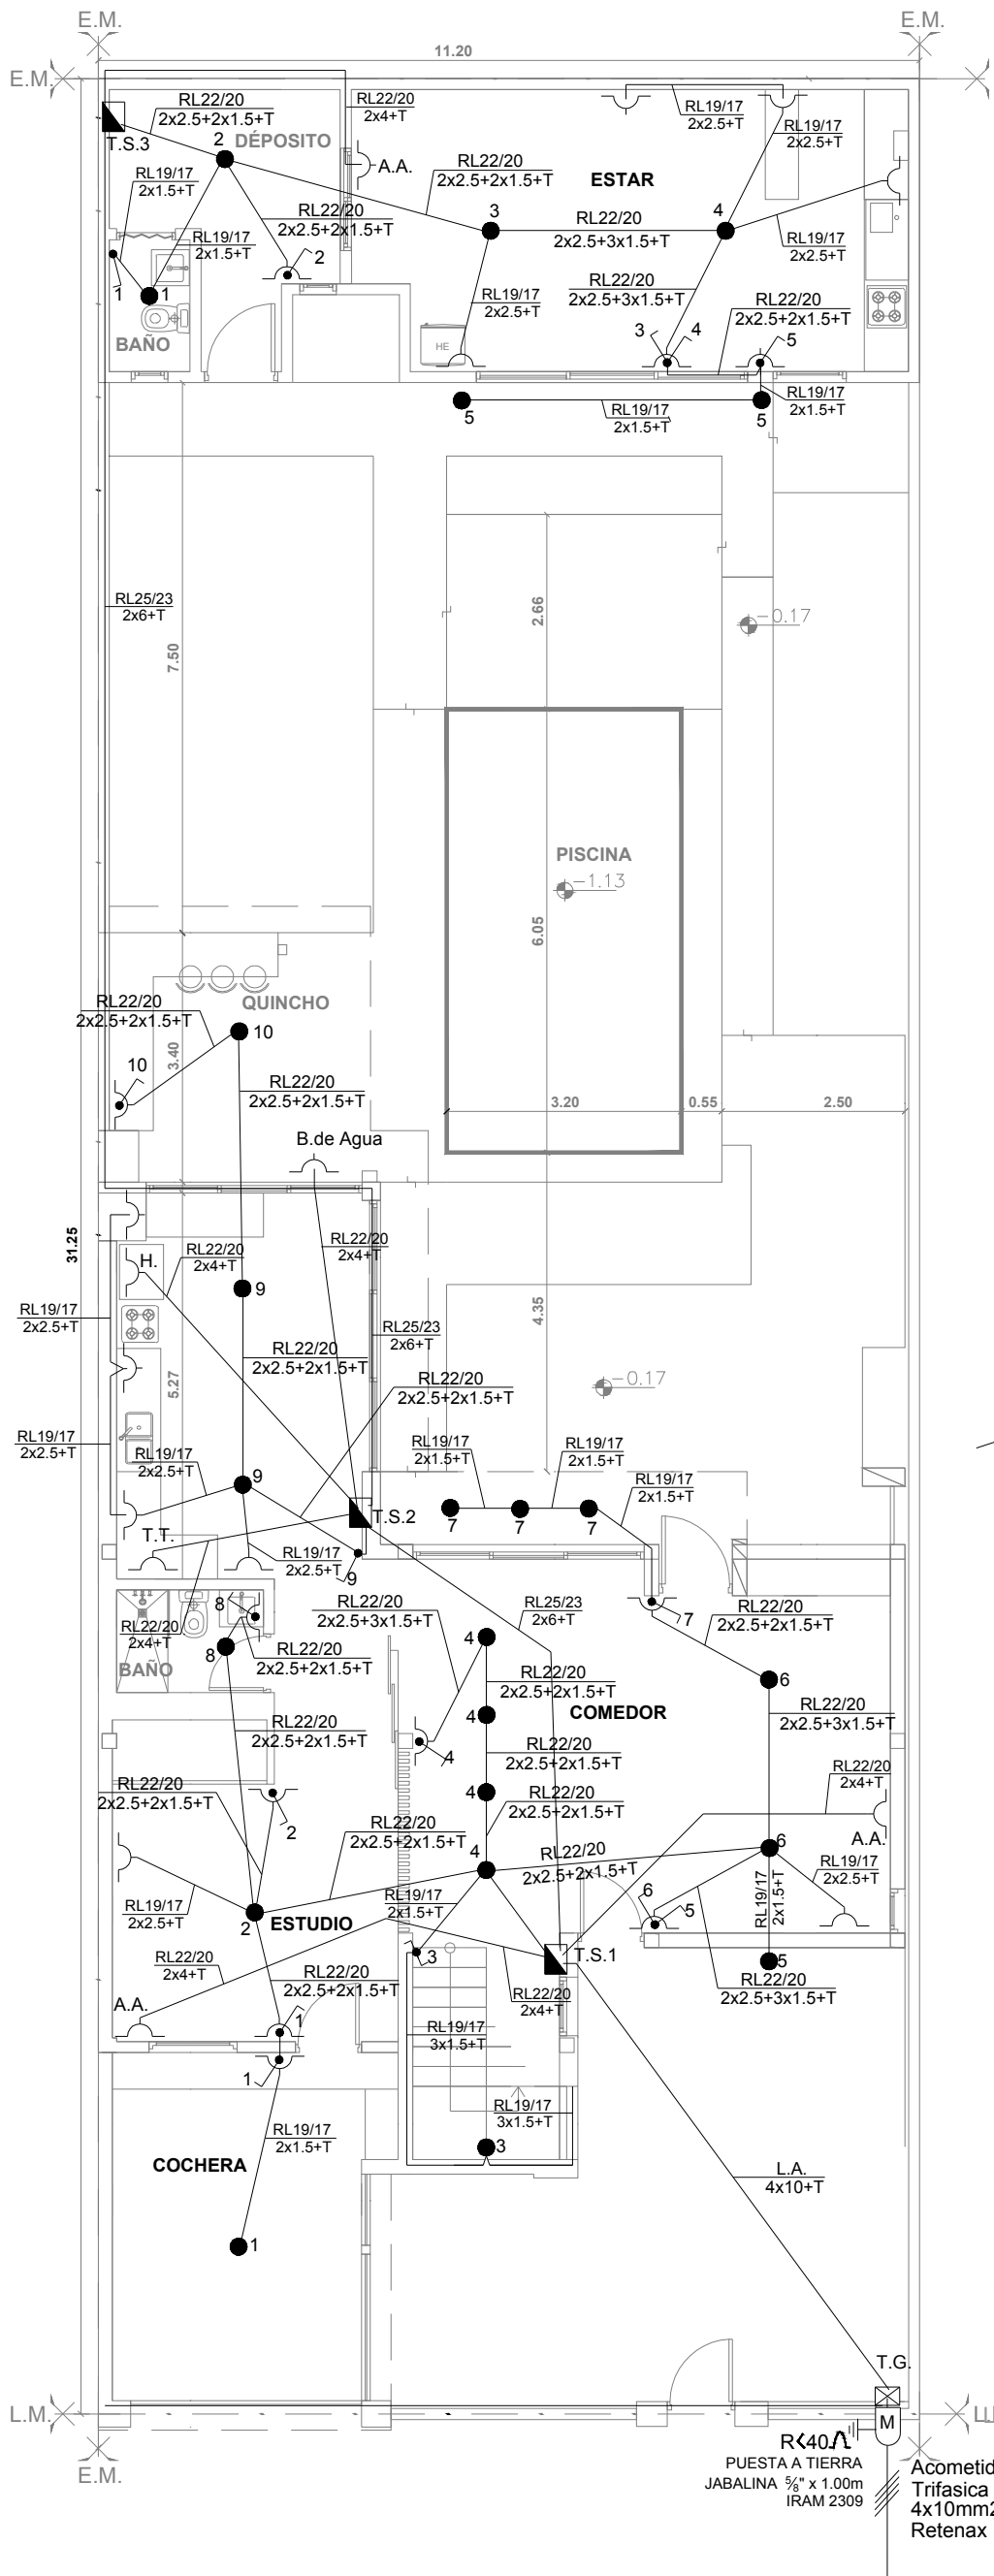 E.M.
E.M.
11.20
E.M.
RL22/20
2x2.5+2x1.5+T
T.S.3
DÉPOSITO
2
RL22/20
2x4+T
A.A.
RL19/17
2x2.5+T
RL19/17
2x2.5+T
RL19/17
2x1.5+T
RL22/20
2x2.5+2x1.5+T
ESTAR
RL19/17
2x1.5+T
RL22/20
2x2.5+2x1.5+T
2
3
RL22/20
2x2.5+3x1.5+T
4
RL19/17
2x2.5+T
1
1
BAÑO
RL19/17
2x2.5+T
RL22/20
2x2.5+3x1.5+T
RL22/20
2x2.5+2x1.5+T
HE
3
4
5
5
RL19/17
2x1.5+T
5
RL19/17
2x1.5+T
RL25/23
2x6+T
7.50
2.66
-0.17
PISCINA
-1.13
6.05
QUINCHO
RL22/20
2x2.5+2x1.5+T
10
10
3.40
RL22/20
2x2.5+2x1.5+T
3.20
0.55
2.50
B.de Agua
31.25
H.
RL22/20
2x4+T
RL22/20
2x4+T
9
RL19/17
2x2.5+T
RL25/23
2x6+T
4.35
RL22/20
2x2.5+2x1.5+T
5.27
RL22/20
2x2.5+2x1.5+T
-0.17
RL19/17
2x2.5+T
RL19/17
2x2.5+T
9
RL19/17
2x1.5+T
RL19/17
2x1.5+T
RL19/17
2x1.5+T
T.S.2
7
7
7
T.T.
RL19/17
2x2.5+T
9
RL22/20
2x4+T
8
8
RL22/20
2x2.5+2x1.5+T
BAÑO
RL22/20
2x2.5+3x1.5+T
RL25/23
2x6+T
7
RL22/20
2x2.5+2x1.5+T
4
RL22/20
2x2.5+2x1.5+T
6
RL22/20
2x2.5+3x1.5+T
COMEDOR
RL22/20
2x2.5+2x1.5+T
4
4
RL22/20
2x2.5+2x1.5+T
RL22/20
2x4+T
RL22/20
2x2.5+2x1.5+T
4
RL22/20
2x2.5+2x1.5+T
2
RL22/20
2x2.5+2x1.5+T
A.A.
4
RL22/20
2x2.5+2x1.5+T
6
RL19/17
2x2.5+T
RL19/17
2x2.5+T
2
ESTUDIO
RL19/17
2x1.5+T
6
5
RL19/17
2x1.5+T
3
T.S.1
5
RL22/20
2x4+T
RL22/20
2x2.5+2x1.5+T
RL22/20
2x4+T
RL22/20
2x2.5+3x1.5+T
A.A.
1
RL19/17
3x1.5+T
1
RL19/17
3x1.5+T
RL19/17
2x1.5+T
3
COCHERA
L.A.
4x10+T
1
T.G.
L.M.
M
R<40
E.M.
PUESTA A TIERRA
JABALINA 5/8" x 1.00m
IRAM 2309
Trifasica
Retenax